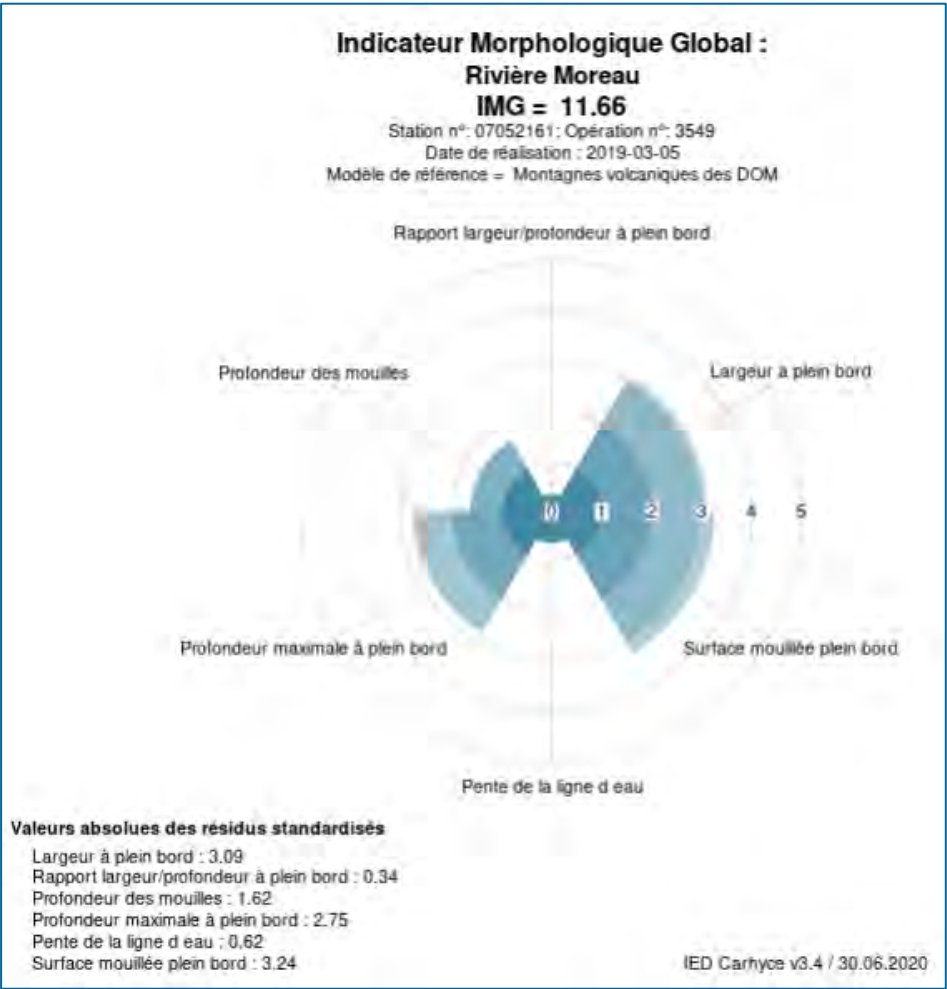 Indicateur Morphologique Global :
Rivière Moreau
IMG = 11.66
Station n°: 07052161; Opération n°: 3549
Date de réalisation : 2019-03-05
Modèle de référence = Montagnes volcaniques des DOM
Rapport largeur/profondeur à plein bord
Profondeur des mouilles
Largeur à plein bord
0 1 2 3 4 5
Profondeur maximale à plein bord
Surface mouillée plein bord
Pente de la ligne d eau
Valeurs absolues des résidus standardisés
Largeur à plein bord : 3.09
Rapport largeur/profondeur à plein bord : 0.34
Profondeur des mouilles : 1.62
Profondeur maximale à plein bord : 2.75
Pente de la ligne d eau : 0.62
Surface mouillée plein bord : 3.24
IED Carhyce v3.4 / 30.06.2020